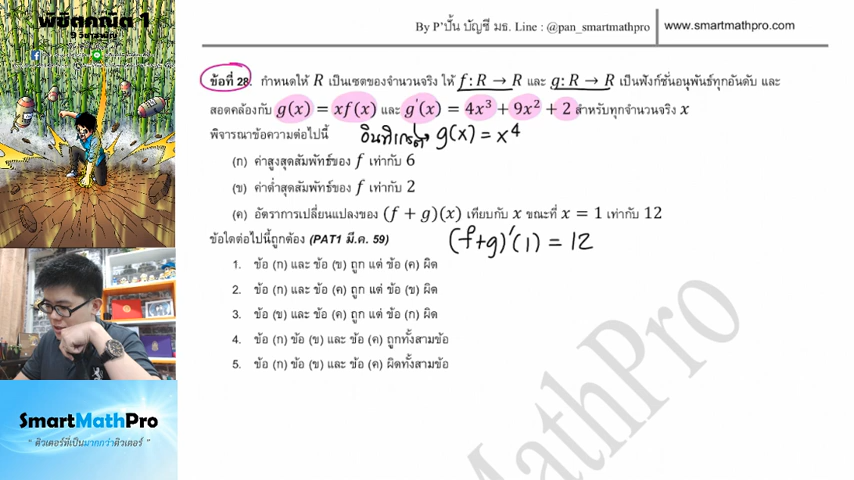 พิชิตคณิต 1
9 วิชาสามัญ
By P'ปั้น บัญชี มธ. Line : @pan_smartmathpro
www.smartmathpro.com
ข้อที่ 28. กำหนดให้ R เป็นเซตของจำนวนจริง ให้ f: R → R และ g: R → R เป็นฟังก์ชันอนุพันธ์ทุกอันดับ และ
สอดคล้องกับ g(x) = xf(x) และ g'(x) = 4x³ + 9x² + 2 สำหรับทุกจำนวนจริง x
พิจารณาข้อความต่อไปนี้ อินทิเกรต → g(x) = x⁴
(ก) ค่าสูงสุดสัมพัทธ์ของ f เท่ากับ 6
(ข) ค่าต่ำสุดสัมพัทธ์ของ f เท่ากับ 2
(ค) อัตราการเปลี่ยนแปลงของ (f + g)(x) เทียบกับ x ขณะที่ x = 1 เท่ากับ 12
ข้อใดต่อไปนี้ถูกต้อง (PAT1 มี.ค. 59) (f+g)'(1) = 12
1. ข้อ (ก) และ ข้อ (ข) ถูก แต่ ข้อ (ค) ผิด
2. ข้อ (ก) และ ข้อ (ค) ถูก แต่ ข้อ (ข) ผิด
3. ข้อ (ข) และ ข้อ (ค) ถูก แต่ ข้อ (ก) ผิด
4. ข้อ (ก) ข้อ (ข) และ ข้อ (ค) ถูกทั้งสามข้อ
5. ข้อ (ก) ข้อ (ข) และ ข้อ (ค) ผิดทั้งสามข้อ
MathPro
SmartMathPro
" ติวเตอร์ที่เป็นมากกว่าติวเตอร์ "